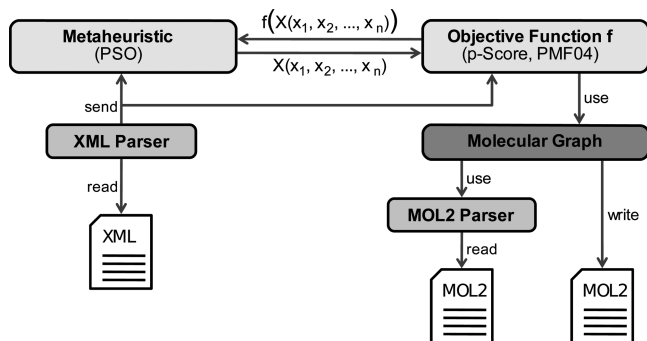 Metaheuristic
(PSO)
f(X(x1, x2, ..., xn))
X(x1, x2, ..., xn)
Objective Function f
(p-Score, PMF04)
send
use
XML Parser
Molecular Graph
read
use
MOL2 Parser
write
XML
read
MOL2
MOL2